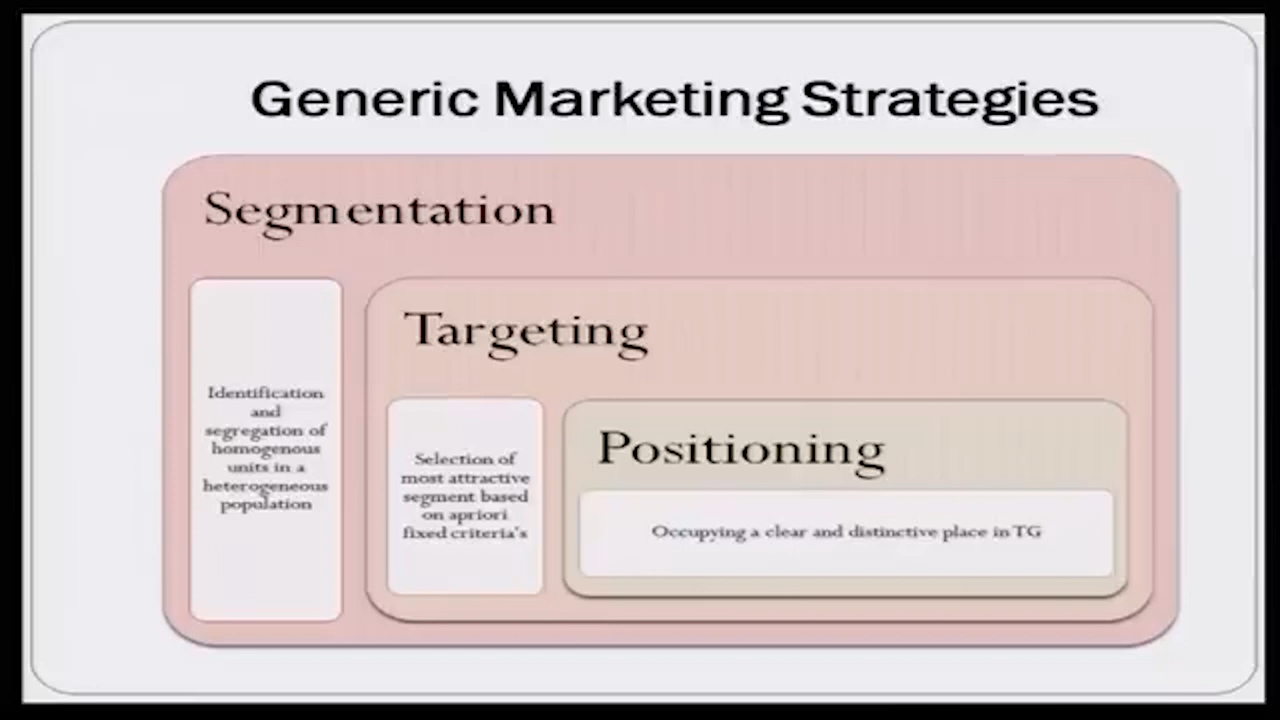 Generic Marketing Strategies
Segmentation
Identification
and
segregation of
homogenous
units in a
heterogeneous
population
Targeting
Selection of
most attractive
segment based
on apriori
fixed criteria's
Positioning
Occupying a clear and distinctive place in TG